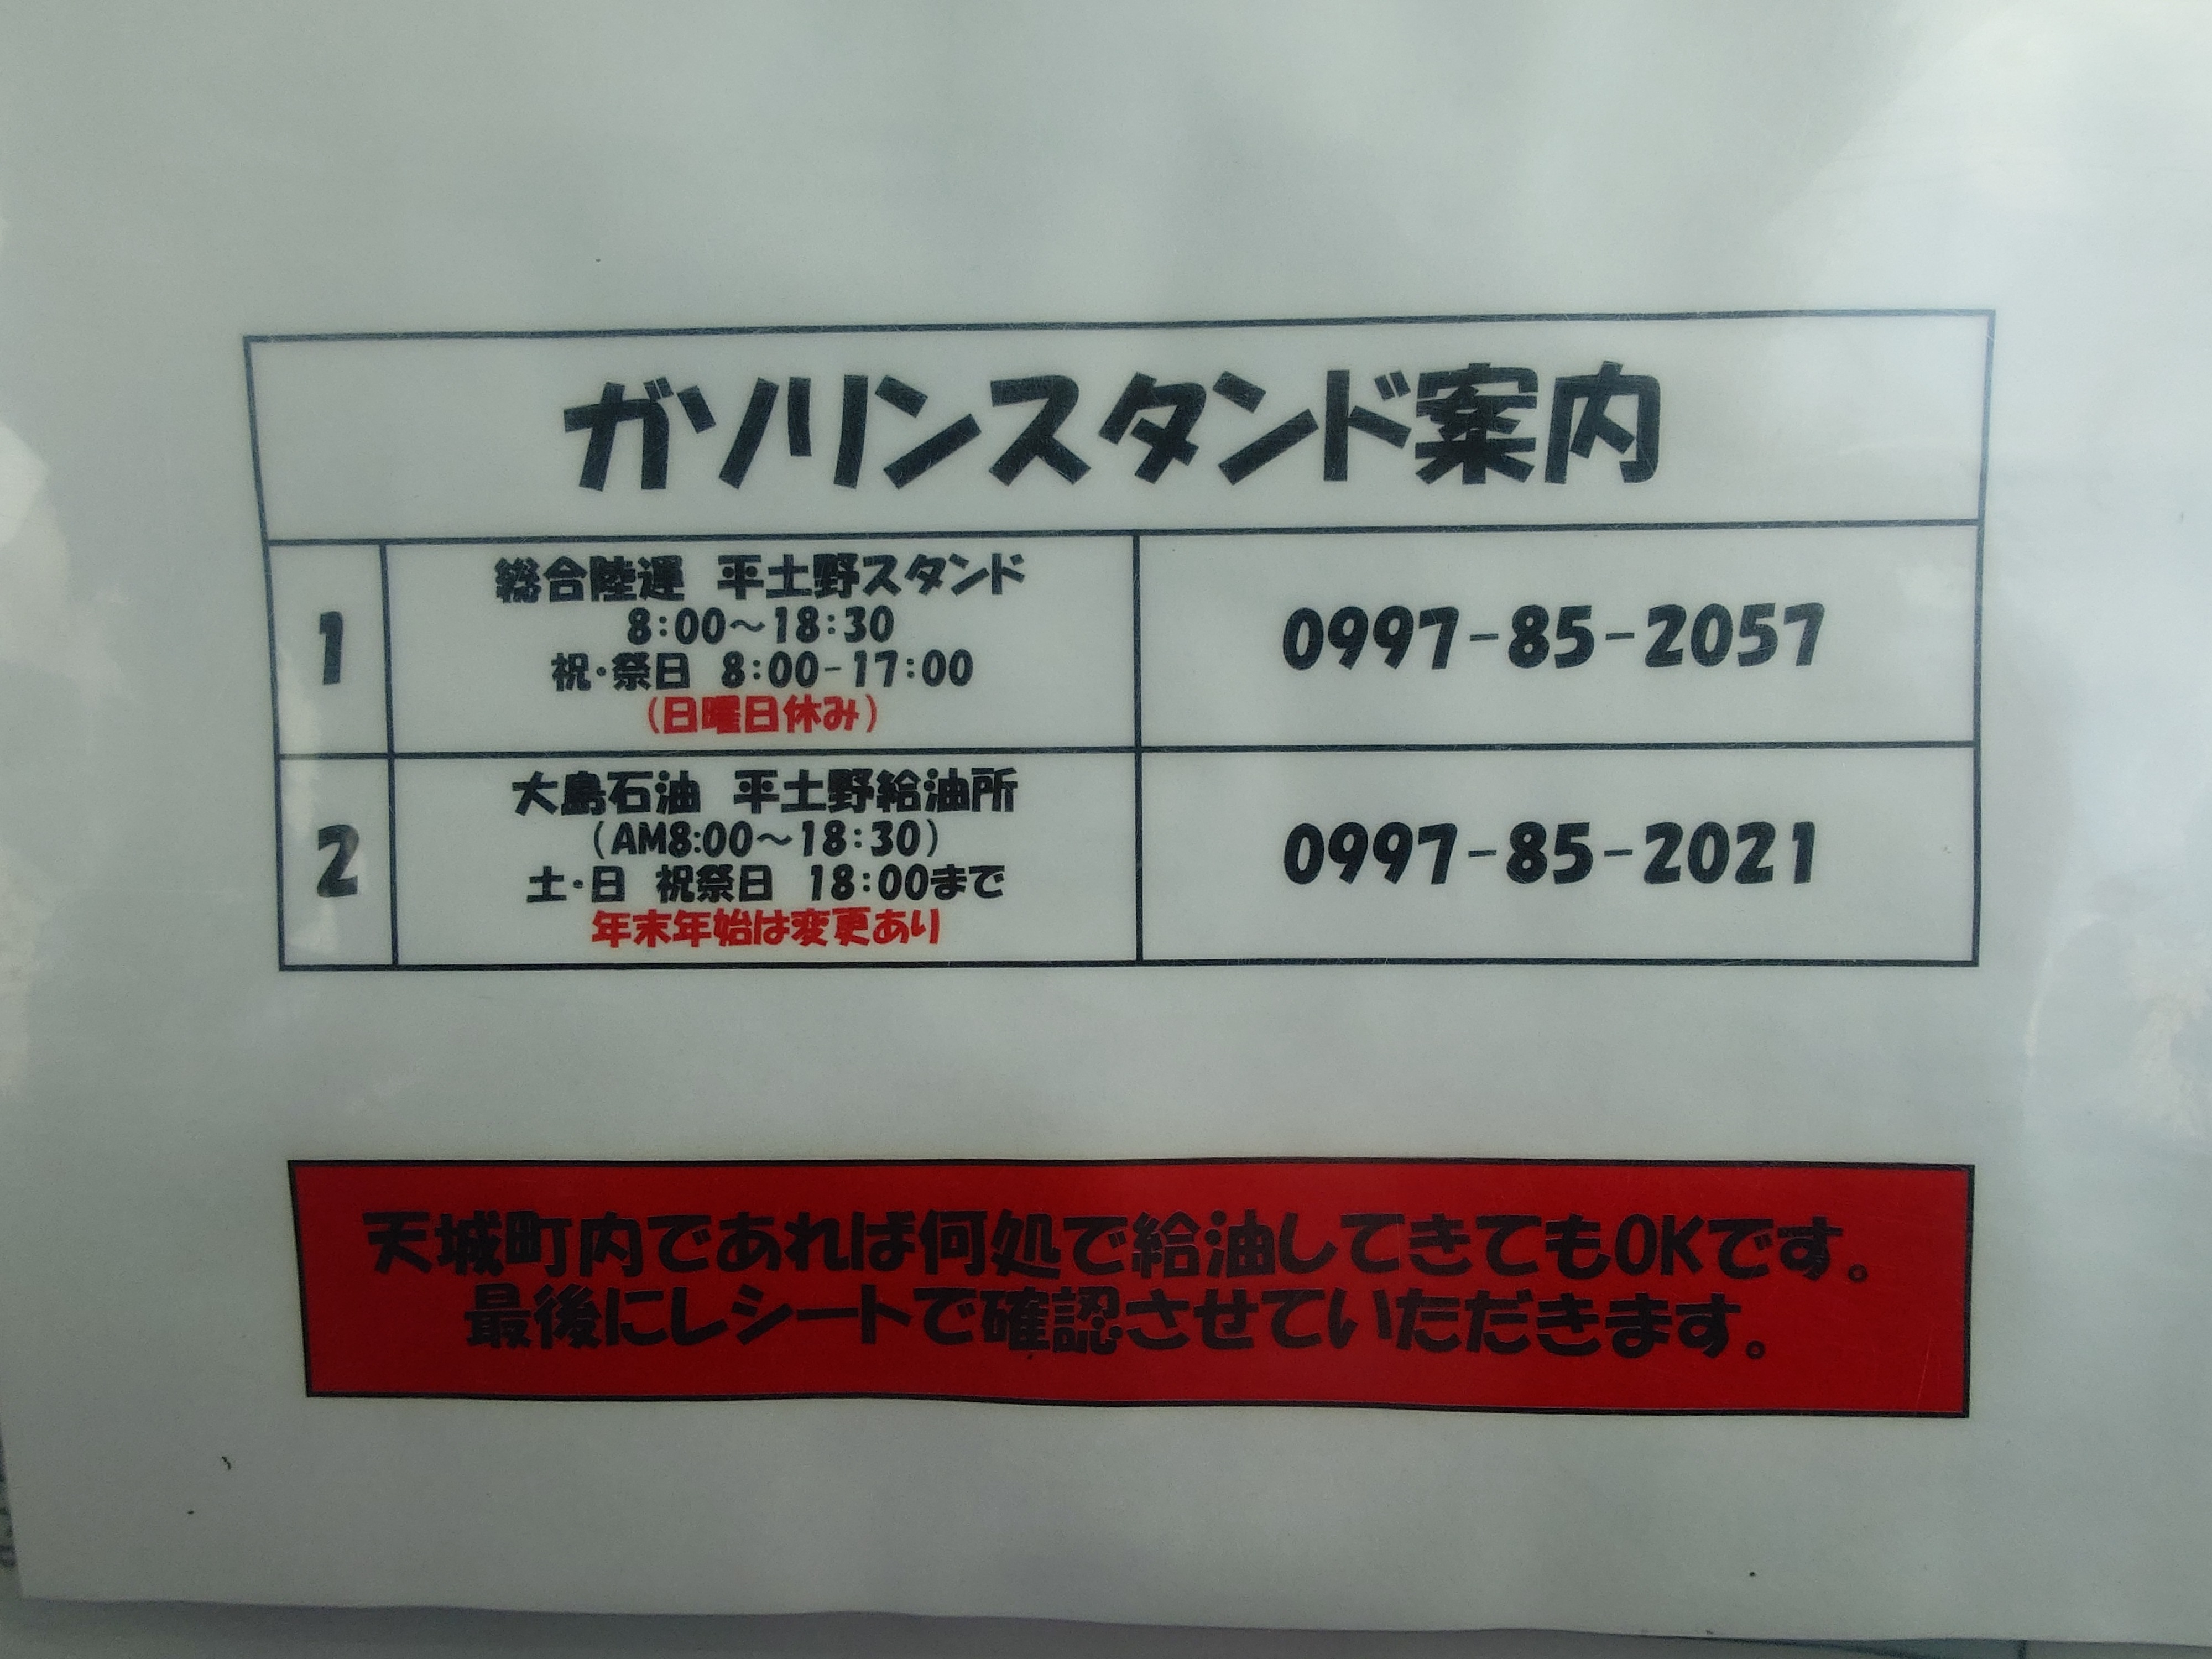 ガソリンスタンド案内
1
総合陸運 平土野スタンド
8:00～18:30
祝・祭日 8:00-17:00
(日曜日休み)
0997-85-2057
2
大島石油 平土野給油所
(AM8:00～18:30)
土・日 祝祭日 18:00まで
年末年始は変更あり
0997-85-2021
天城町内であれば何処で給油してきてもOKです。
最後にレシートで確認させていただきます。